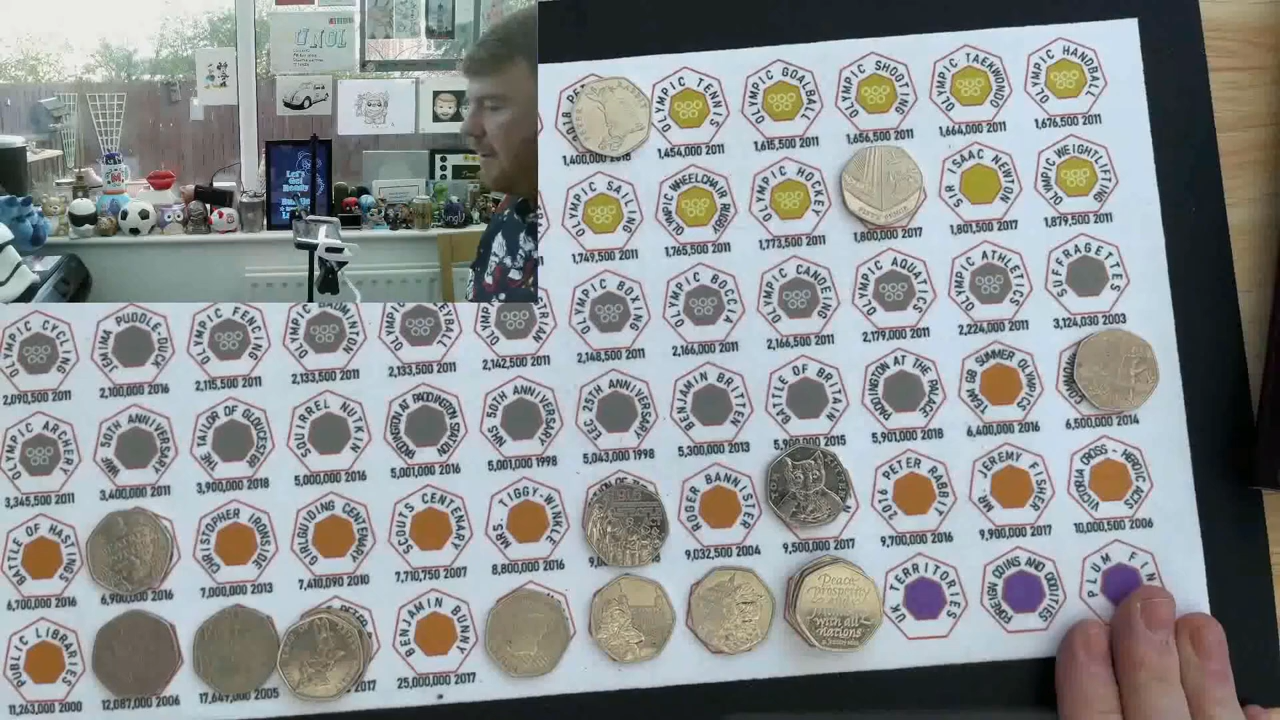 UNOL
Let's
Get
Ready
2018 PE
1,400,000 2018
OLYMPIC TENNIS
1,454,000 2011
OLYMPIC GOALBALL
1,615,500 2011
OLYMPIC SHOOTING
1,656,500 2011
OLYMPIC TAEKWONDO
1,664,000 2011
OLYMPIC HANDBALL
1,676,500 2011
OLYMPIC SAILING
1,749,500 2011
OLYMPIC WHEELCHAIR RUGBY
1,765,500 2011
OLYMPIC HOCKEY
1,773,500 2011
FIFTY PENCE
1,800,000 2017
SIR ISAAC NEWTON
1,801,500 2017
OLYMPIC WEIGHTLIFTING
1,879,500 2011
OLYMPIC CYCLING
2,090,500 2011
JEMIMA PUDDLE-DUCK
2,100,000 2016
OLYMPIC FENCING
2,115,500 2011
BADMINTON
2,133,500 2011
2,133,500 2011
2,142,500 2011
OLYMPIC BOXING
2,148,500 2011
OLYMPIC BOCCIA
2,166,000 2011
OLYMPIC CANOEING
2,166,500 2011
OLYMPIC AQUATICS
2,179,000 2011
OLYMPIC ATHLETICS
2,224,000 2011
SUFFRAGETTES
3,124,030 2003
OLYMPIC ARCHERY
3,345,500 2011
WWF 50TH ANNIVERSARY
3,400,000 2011
THE TAILOR OF GLOUCESTER
3,900,000 2018
SQUIRREL NUTKIN
5,000,000 2016
PADDINGTON AT PADDINGTON STATION
5,001,000 2016
NHS 50TH ANNIVERSARY
5,001,000 1998
EEC 25TH ANNIVERSARY
5,043,000 1998
BENJAMIN BRITTEN
5,300,000 2013
BATTLE OF BRITAIN
5,900,000 2015
PADDINGTON AT THE PALACE
5,901,000 2018
TEAM GB SUMMER OLYMPICS
6,400,000 2016
6,500,000 2014
BATTLE OF HASTINGS
6,700,000 2016
6,900,000 2016
CHRISTOPHER IRONSIDE
7,000,000 2013
GIRLGUIDING CENTENARY
7,410,090 2010
SCOUTS CENTENARY
7,710,750 2007
MRS. TIGGY-WINKLE
8,800,000 2016
ROGER BANNISTER
9,032,500 2004
9,500,000 2017
2016 PETER RABBIT
9,700,000 2016
MR JEREMY FISHER
9,900,000 2017
VICTORIA CROSS - HEROIC ACTS
10,000,500 2006
PUBLIC LIBRARIES
11,263,000 2000
12,087,000 2006
17,649,000 2005
PETER
2017
BENJAMIN BUNNY
25,000,000 2017
Peace,
prosperity
and friendship
with all
nations
UK TERRITORIES
FOREIGN COINS AND ODDITIES
PLUM FIN